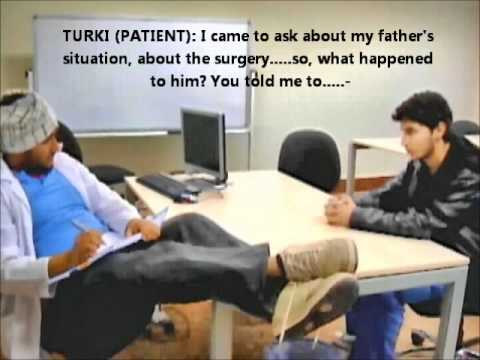 TURKI (PATIENT): I came to ask about my father's
situation, about the surgery.....so, what happened
to him? You told me to.....-